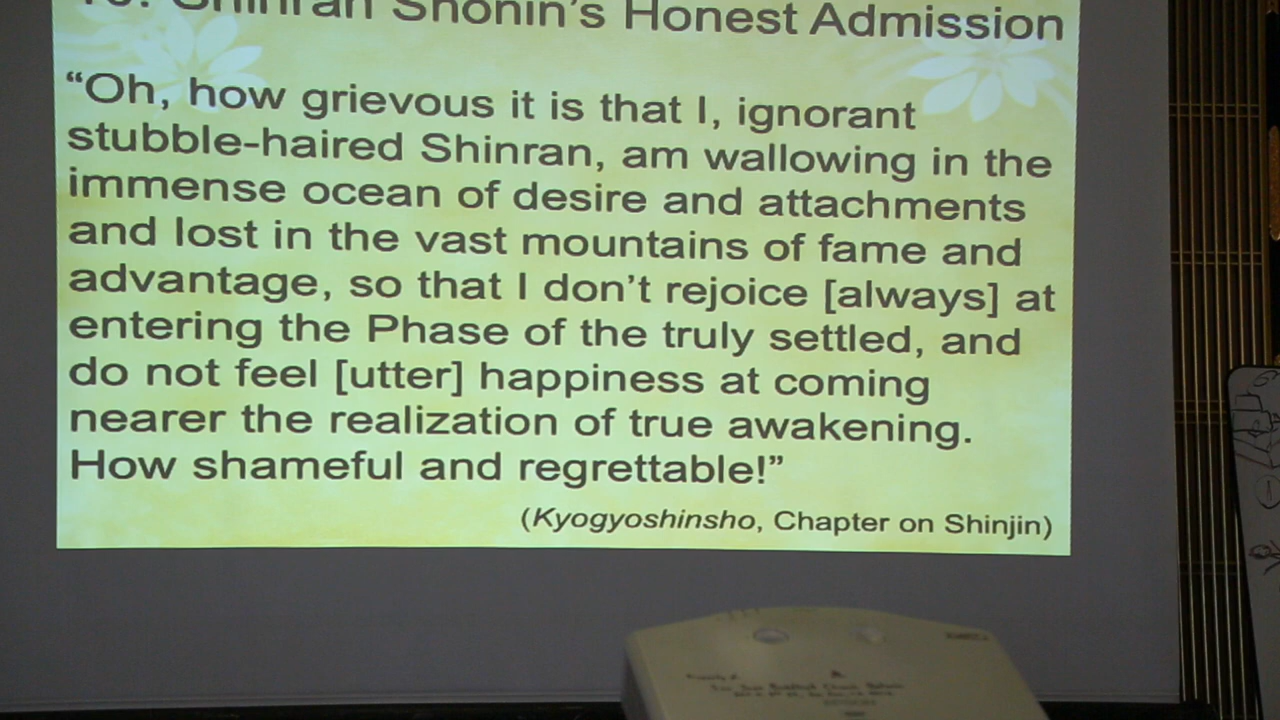 Shinran Shonin's Honest Admission
“Oh, how grievous it is that I, ignorant
stubble-haired Shinran, am wallowing in the
immense ocean of desire and attachments
and lost in the vast mountains of fame and
advantage, so that I don’t rejoice [always] at
entering the Phase of the truly settled, and
do not feel [utter] happiness at coming
nearer the realization of true awakening.
How shameful and regrettable!”
(Kyogyoshinsho, Chapter on Shinjin)